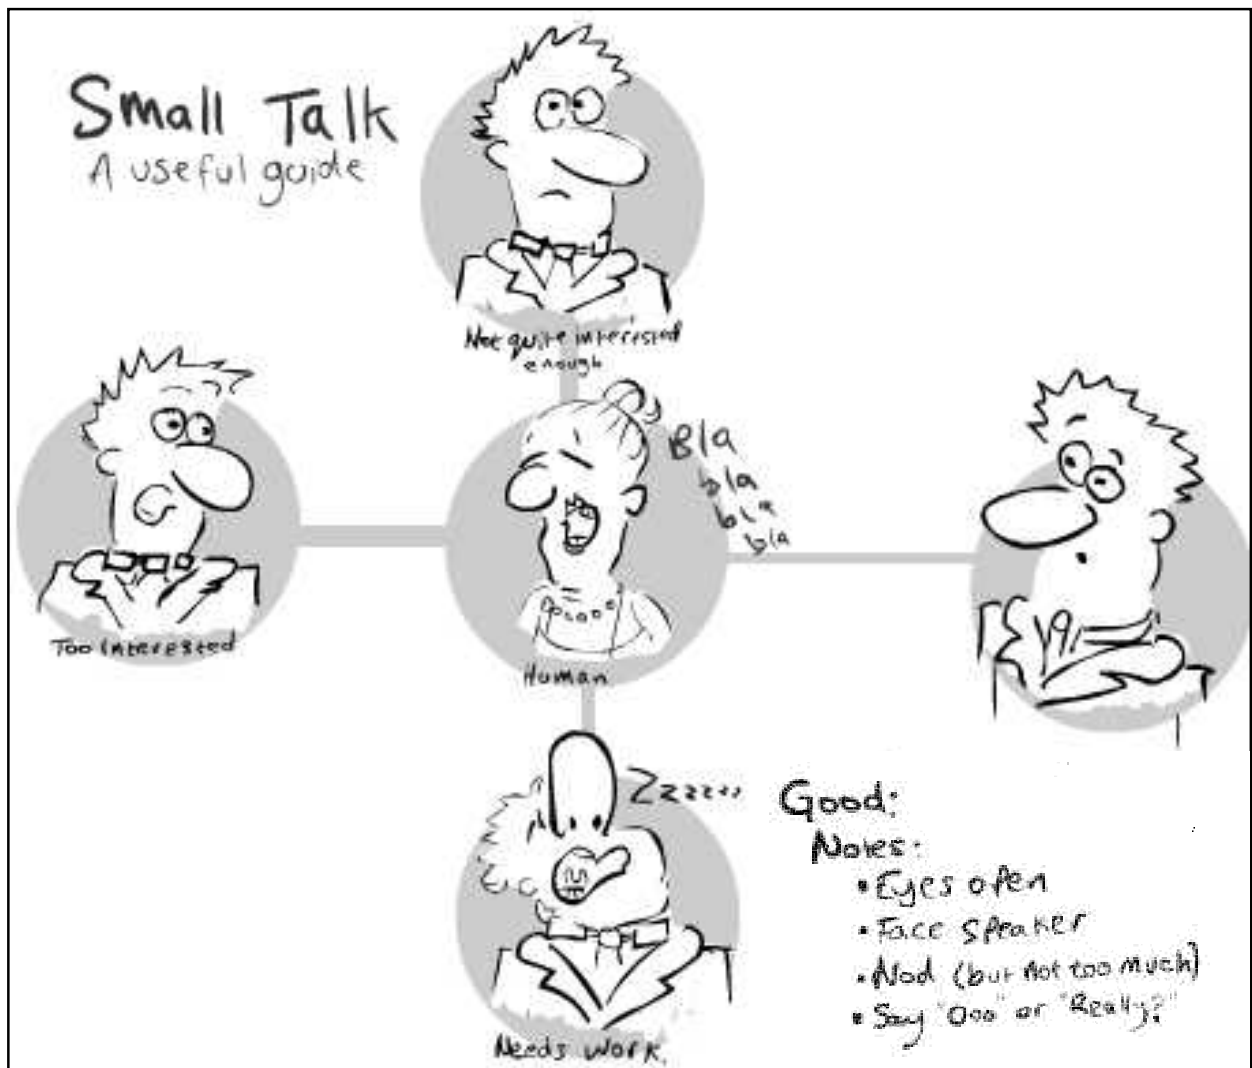 Small Talk
A useful guide
Not quite interested
enough
Bla
bla
bla
bla
Too interested
Human
Zzzzzz
Good:
Notes:
• Eyes open
• Face speaker
• Nod (but not too much)
• Say "Ooo" or "Really?"
Needs work.